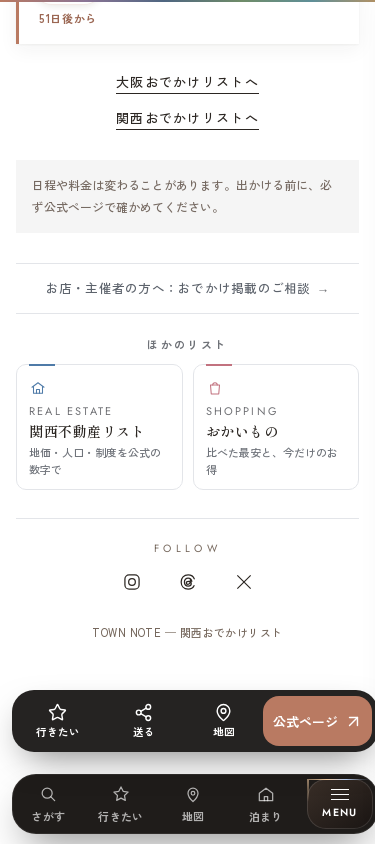 51日後から
大阪おでかけリストへ
関西おでかけリストへ
日程や料金は変わることがあります。出かける前に、必
ず公式ページで確かめてください。
お店・主催者の方へ：おでかけ掲載のご相談 →
ほかのリスト
REAL ESTATE
関西不動産リスト
地価・人口・制度を公式の
数字で
SHOPPING
おかいもの
比べた最安と、今だけのお
得
FOLLOW
TOWN NOTE — 関西おでかけリスト
行きたい
送る
地図
公式ページ
さがす
行きたい
地図
泊まり
MENU